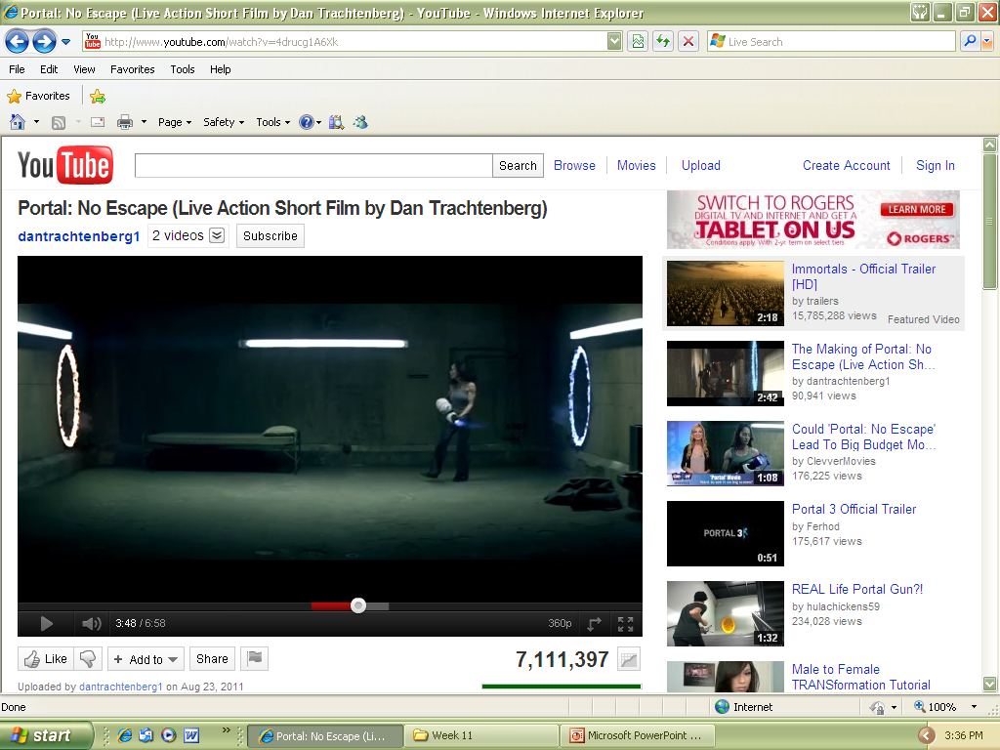 Portal: No Escape (Live Action Short Film by Dan Trachtenberg) - YouTube - Windows Internet Explorer
http://www.youtube.com/watch?v=4drucg1A6Xk
Live Search
File Edit View Favorites Tools Help
Favorites
Page Safety Tools
YouTube
Search
Browse
Movies
Upload
Create Account
Sign In
Portal: No Escape (Live Action Short Film by Dan Trachtenberg)
dantrachtenberg1 2 videos Subscribe
SWITCH TO ROGERS
DIGITAL TV AND INTERNET AND GET A
TABLET ON US
Conditions apply. With 2-yr. term on select tiers
LEARN MORE
ROGERS
2:18
Immortals - Official Trailer
[HD]
by trailers
15,785,288 views
Featured Video
2:42
The Making of Portal: No
Escape (Live Action Sh...
by dantrachtenberg1
90,941 views
1:08
Could 'Portal: No Escape'
Lead To Big Budget Mo...
by ClevverMovies
176,225 views
PORTAL 3
0:51
Portal 3 Official Trailer
by Ferhod
175,617 views
1:32
REAL Life Portal Gun?!
by hulachickens59
234,028 views
Male to Female
TRANSformation Tutorial
3:48 / 6:58
360p
Like
Add to
Share
7,111,397
Uploaded by dantrachtenberg1 on Aug 23, 2011
Done
Internet
100%
start
Portal: No Escape (Li...
Week 11
Microsoft PowerPoint ...
3:36 PM